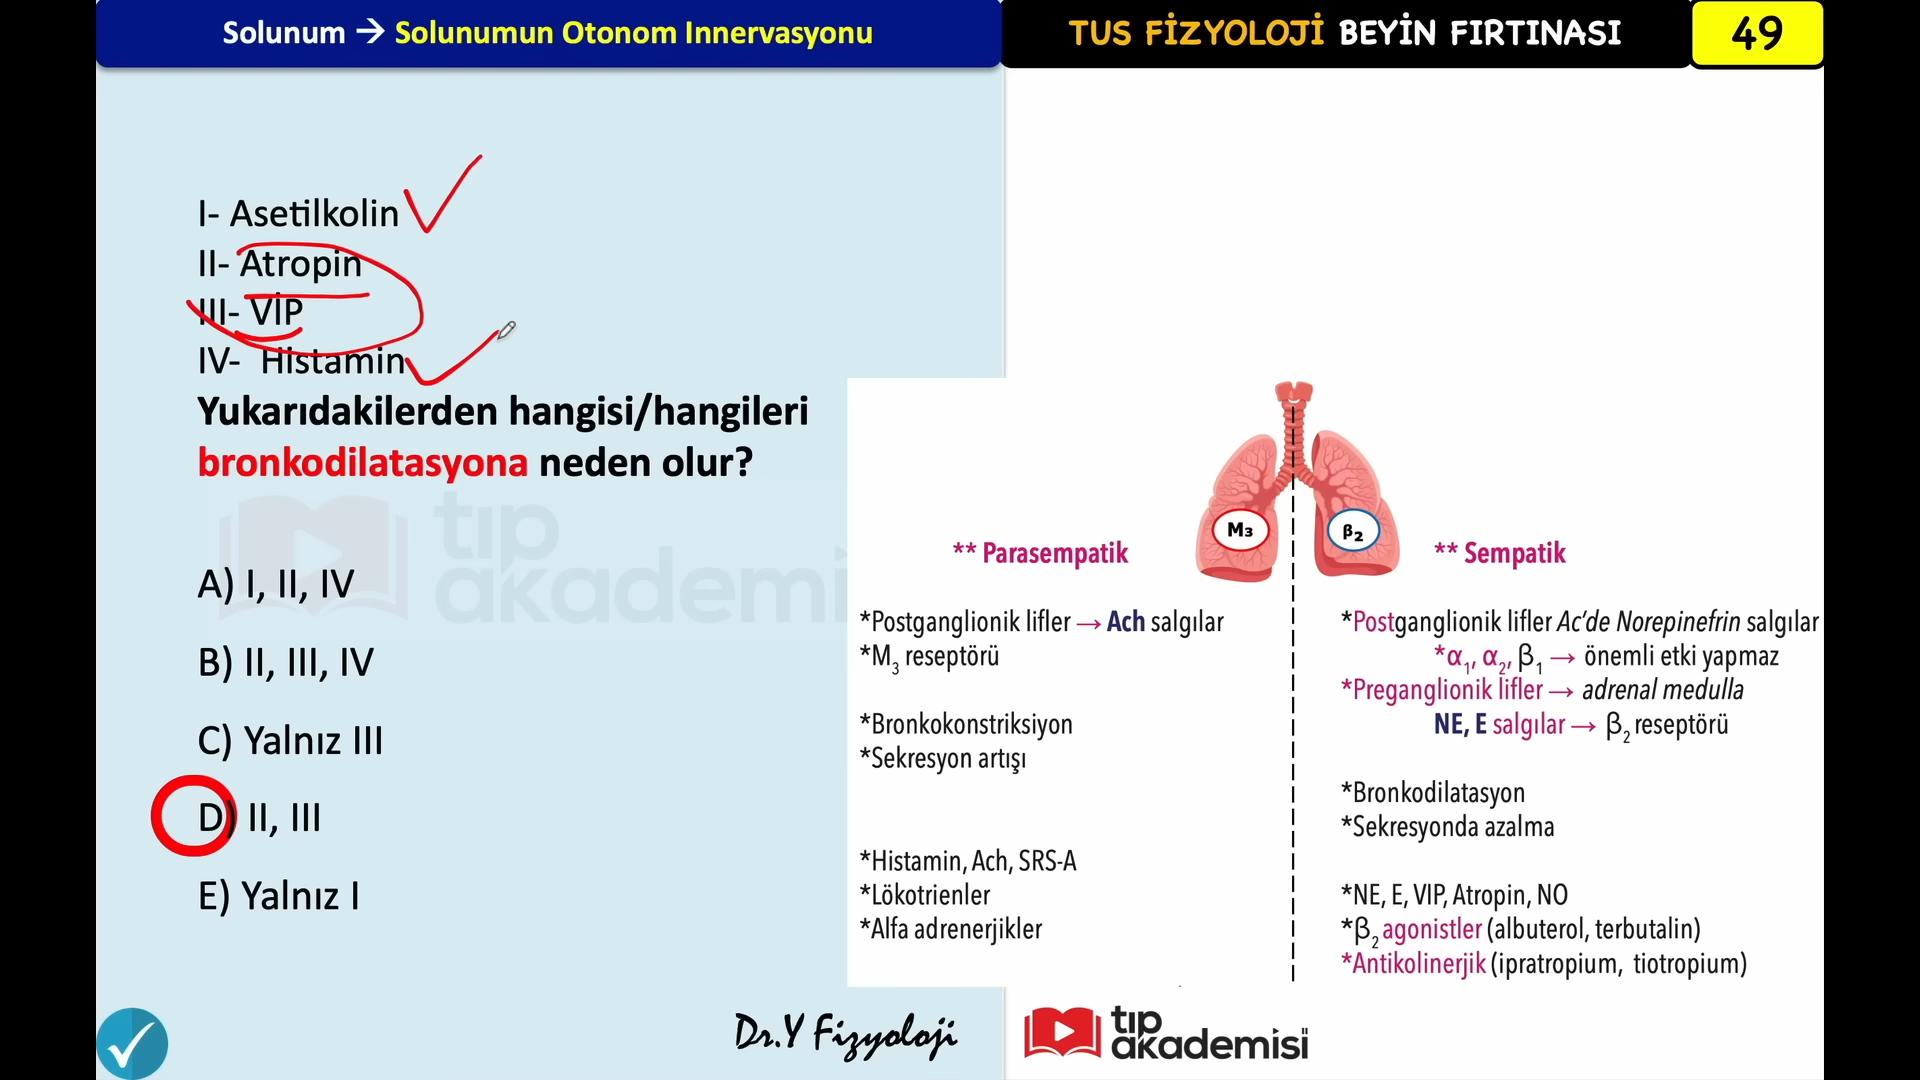 Solunum → Solunumun Otonom Innervasyonu
TUS FİZYOLOJİ BEYİN FIRTINASI
49
I- Asetilkolin
II- Atropin
III- VİP
IV- Histamin
Yukarıdakilerden hangisi/hangileri
bronkodilatasyona neden olur?
tıp
akademisi
A) I, II, IV
B) II, III, IV
C) Yalnız III
D) II, III
E) Yalnız I
M3
β2
** Parasempatik
*Postganglionik lifler → Ach salgılar
*M3 reseptörü
*Bronkokonstriksiyon
*Sekresyon artışı
*Histamin, Ach, SRS-A
*Lökotrienler
*Alfa adrenerjikler
** Sempatik
*Postganglionik lifler Ac’de Norepinefrin salgılar
*α1, α2, β1 → önemli etki yapmaz
*Preganglionik lifler → adrenal medulla
NE, E salgılar → β2 reseptörü
*Bronkodilatasyon
*Sekresyonda azalma
*NE, E, VIP, Atropin, NO
*β2 agonistler (albuterol, terbutalin)
*Antikolinerjik (ipratropium, tiotropium)
Dr.Y Fizyoloji
tıp
akademisi